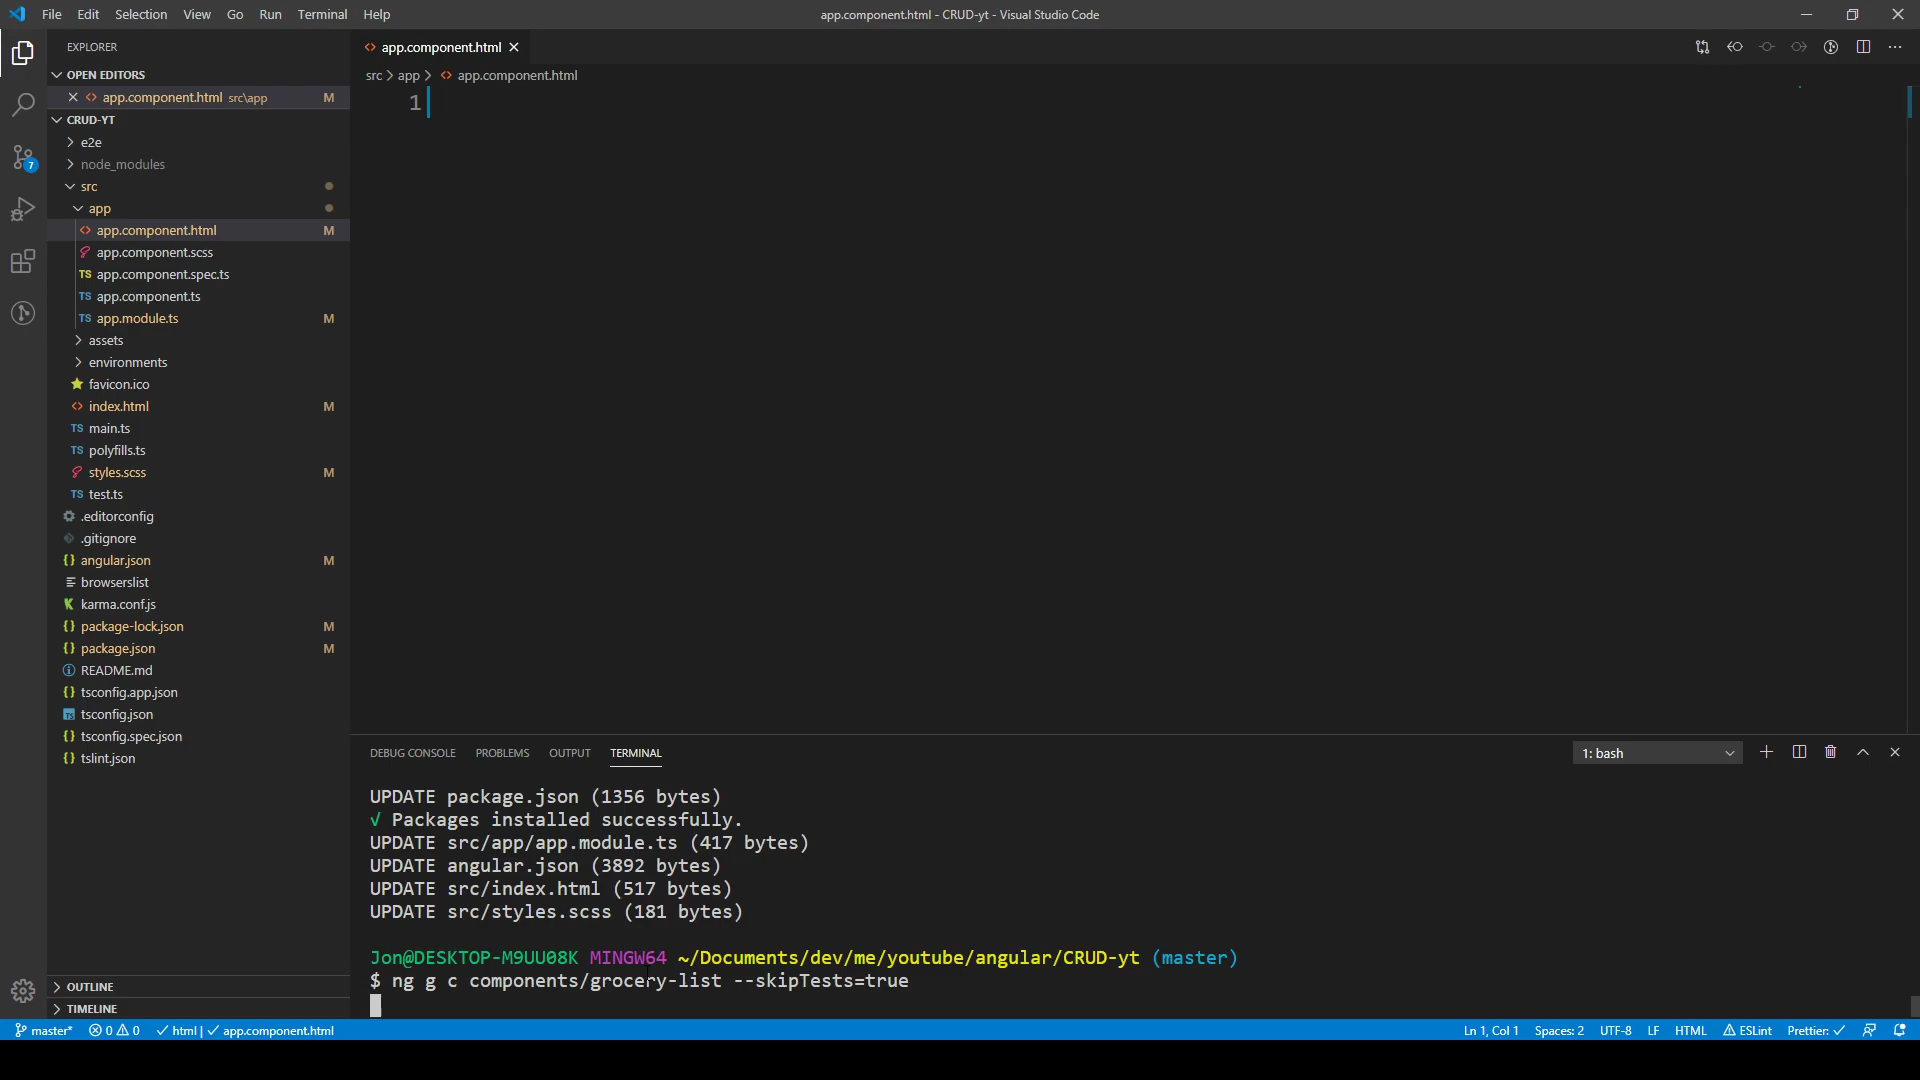 File Edit Selection View Go Run Terminal Help
app.component.html - CRUD-yt - Visual Studio Code
EXPLORER
OPEN EDITORS
app.component.html src\app M
CRUD-YT
e2e
node_modules
src
app
app.component.html M
app.component.scss
TS app.component.spec.ts
TS app.component.ts
TS app.module.ts M
assets
environments
favicon.ico
index.html M
TS main.ts
TS polyfills.ts
styles.scss M
TS test.ts
.editorconfig
.gitignore
{} angular.json M
browserslist
K karma.conf.js
{} package-lock.json M
{} package.json M
README.md
{} tsconfig.app.json
TS tsconfig.json
{} tsconfig.spec.json
{} tslint.json
OUTLINE
TIMELINE
7
app.component.html
src > app > app.component.html
1
DEBUG CONSOLE PROBLEMS OUTPUT TERMINAL
1: bash
UPDATE package.json (1356 bytes)
√ Packages installed successfully.
UPDATE src/app/app.module.ts (417 bytes)
UPDATE angular.json (3892 bytes)
UPDATE src/index.html (517 bytes)
UPDATE src/styles.scss (181 bytes)
Jon@DESKTOP-M9UU08K MINGW64 ~/Documents/dev/me/youtube/angular/CRUD-yt (master)
$ ng g c components/grocery-list --skipTests=true
master* 0 0 ✓ html | ✓ app.component.html
Ln 1, Col 1 Spaces: 2 UTF-8 LF HTML ESLint Prettier: ✓